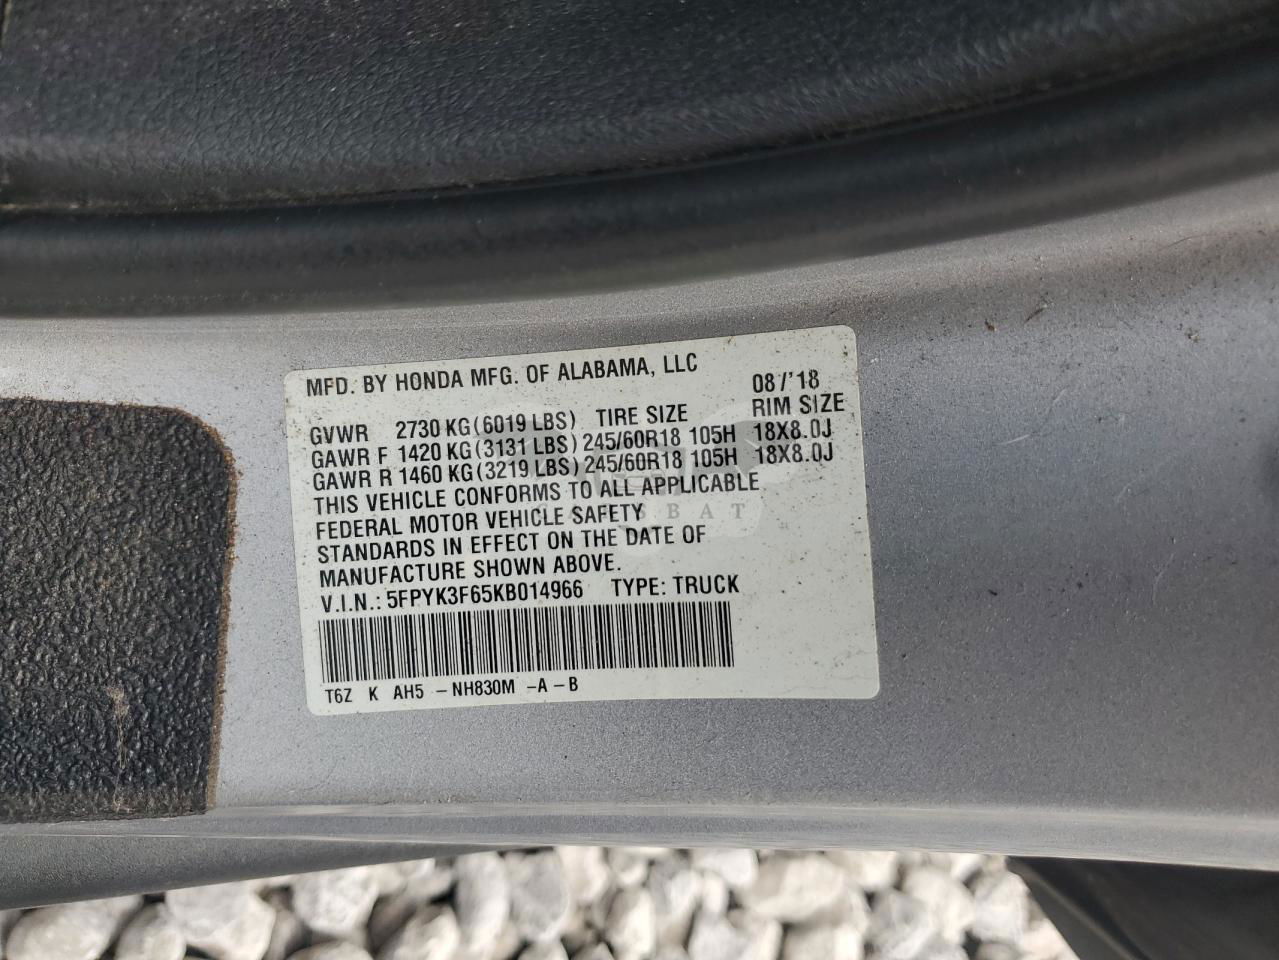 MFD. BY HONDA MFG. OF ALABAMA, LLC 08/'18
GVWR 2730 KG(6019 LBS) TIRE SIZE RIM SIZE
GAWR F 1420 KG(3131 LBS)245/60R18 105H 18X8.0J
GAWR R 1460 KG(3219 LBS)245/60R18 105H 18X8.0J
THIS VEHICLE CONFORMS TO ALL APPLICABLE
FEDERAL MOTOR VEHICLE SAFETY
STANDARDS IN EFFECT ON THE DATE OF
MANUFACTURE SHOWN ABOVE.
V.I.N.: 5FPYK3F65KB014966 TYPE: TRUCK
T6Z K AH5 -NH830M -A-B